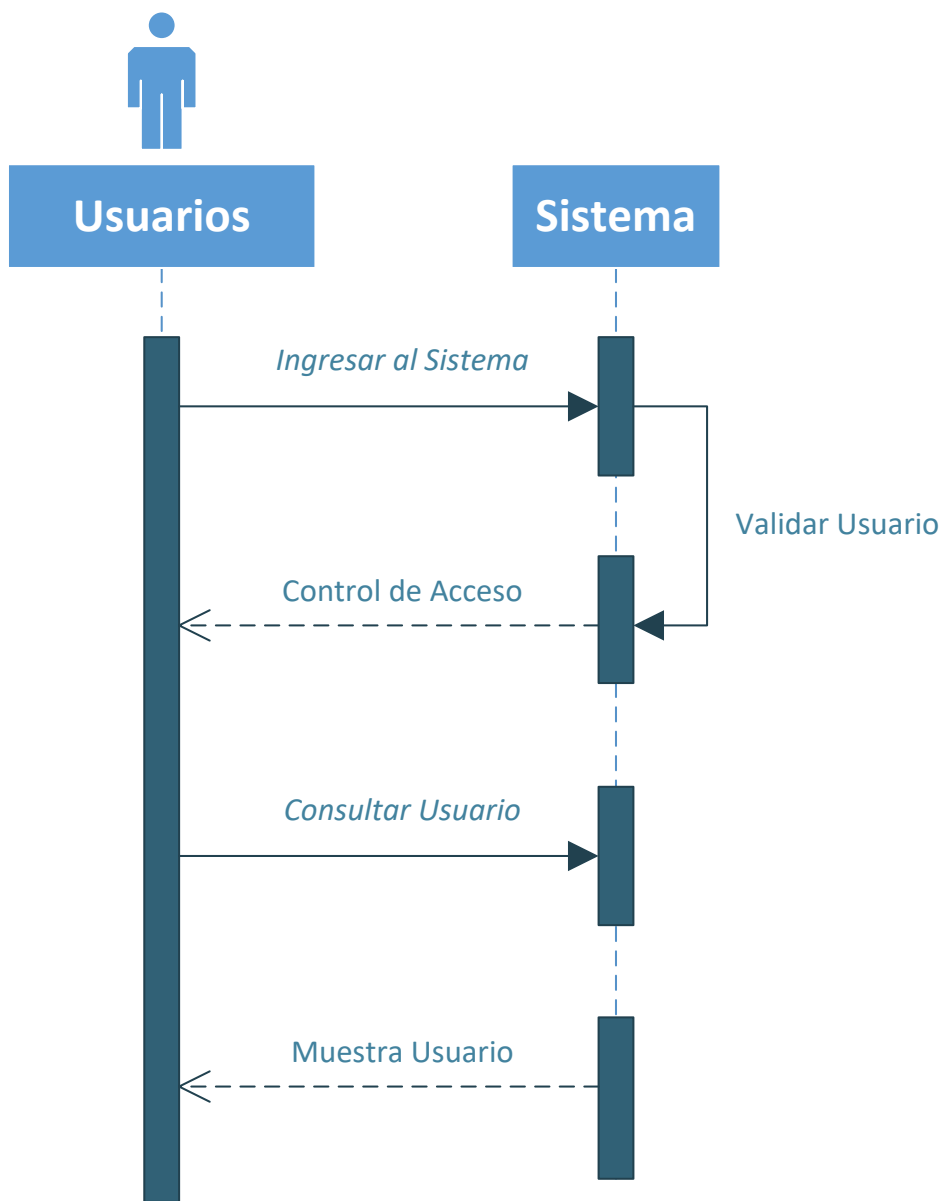 Usuarios
Sistema
Ingresar al Sistema
Validar Usuario
Control de Acceso
Consultar Usuario
Muestra Usuario